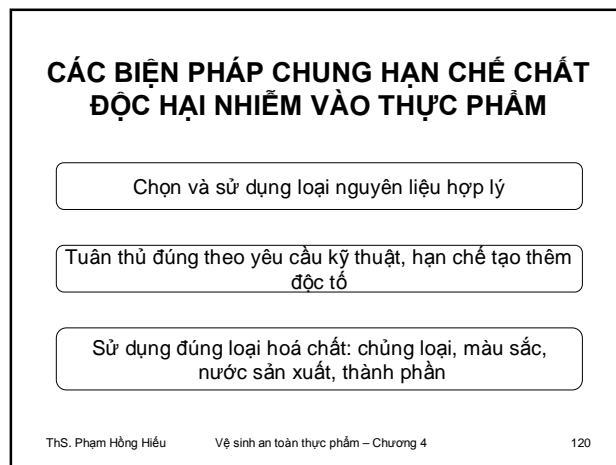 CÁC BIỆN PHÁP CHUNG HẠN CHẾ CHẤT
ĐỘC HẠI NHIỄM VÀO THỰC PHẨM
Chọn và sử dụng loại nguyên liệu hợp lý
Tuân thủ đúng theo yêu cầu kỹ thuật, hạn chế tạo thêm
độc tố
Sử dụng đúng loại hoá chất: chủng loại, màu sắc,
nước sản xuất, thành phần
ThS. Phạm Hồng Hiếu Vệ sinh an toàn thực phẩm – Chương 4 120